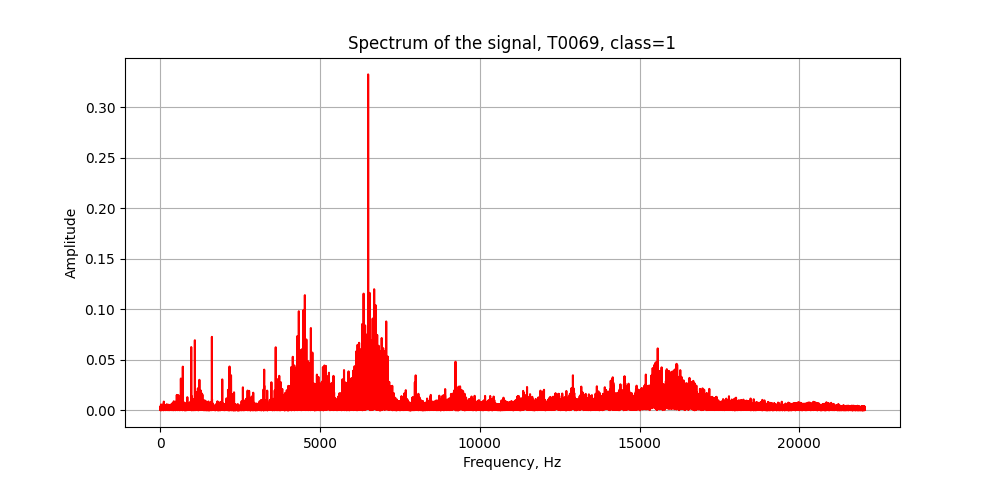 Spectrum of the signal, T0069, class=1
0.30
0.25
0.20
0.15
0.10
0.05
0.00
Amplitude
0 5000 10000 15000 20000
Frequency, Hz